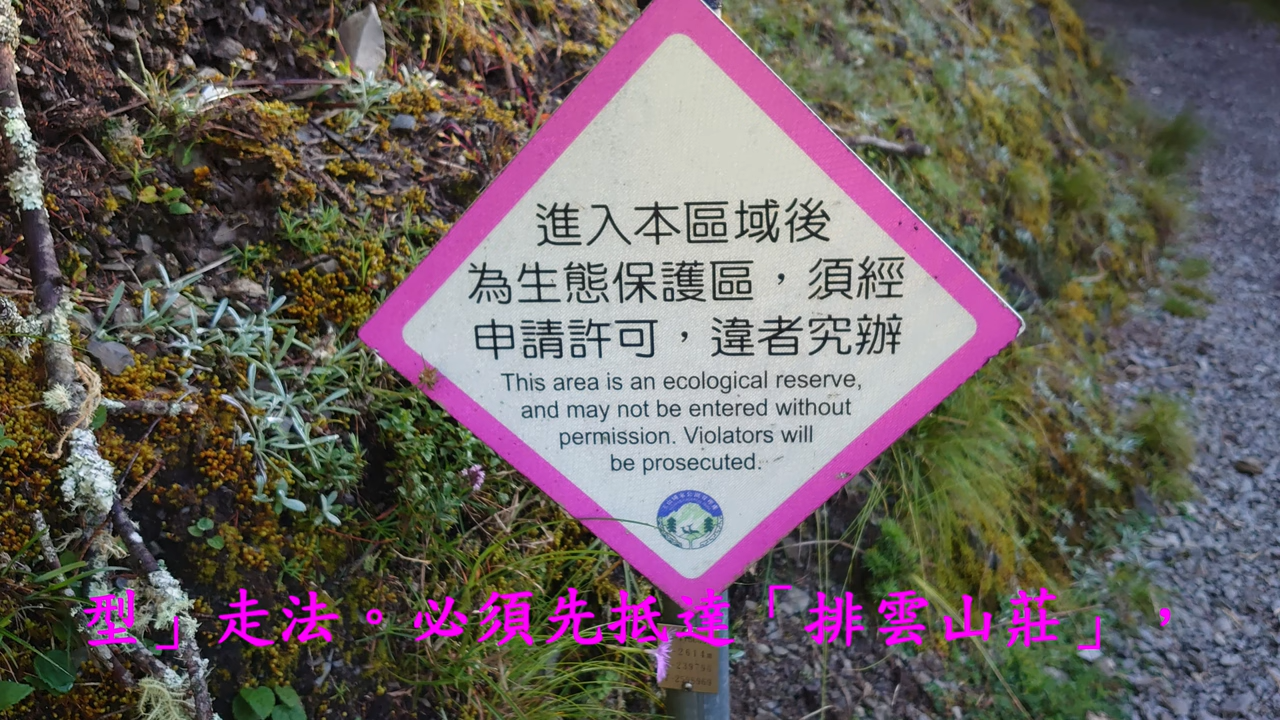 進入本區域後
為生態保護區，須經
申請許可，違者究辦
This area is an ecological reserve,
and may not be entered without
permission. Violators will
be prosecuted.
型」走法。必須先抵達「排雲山莊」，